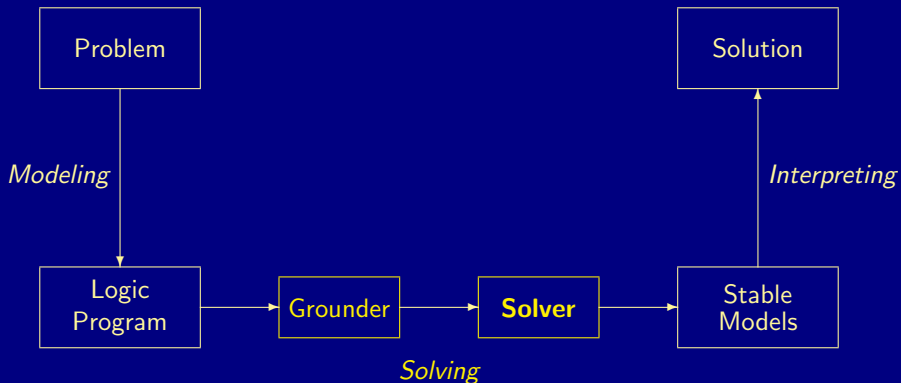 Problem
Solution
Modeling
Interpreting
Logic
Program
Grounder
Solver
Stable
Models
Solving